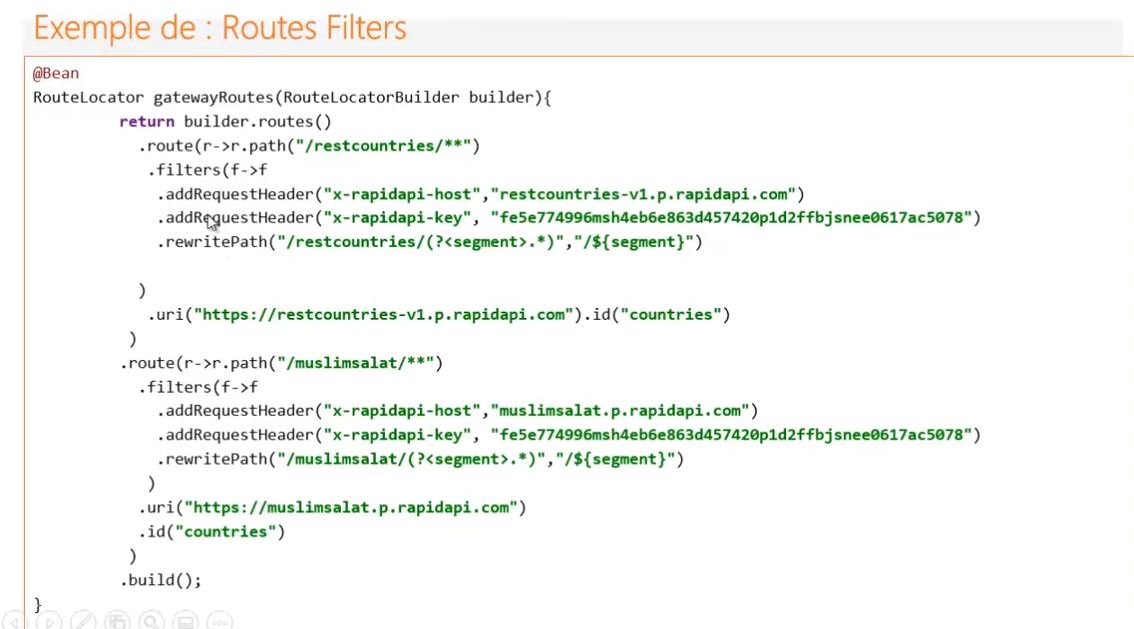 Exemple de : Routes Filters
@Bean
RouteLocator gatewayRoutes(RouteLocatorBuilder builder){
return builder.routes()
.route(r->r.path("/restcountries/**")
.filters(f->f
.addRequestHeader("x-rapidapi-host","restcountries-v1.p.rapidapi.com")
.addRequestHeader("x-rapidapi-key", "fe5e774996msh4eb6e863d457420p1d2ffbjsnee0617ac5078")
.rewritePath("/restcountries/(?<segment>.*)","/${segment}")
)
.uri("https://restcountries-v1.p.rapidapi.com").id("countries")
)
.route(r->r.path("/muslimsalat/**")
.filters(f->f
.addRequestHeader("x-rapidapi-host","muslimsalat.p.rapidapi.com")
.addRequestHeader("x-rapidapi-key", "fe5e774996msh4eb6e863d457420p1d2ffbjsnee0617ac5078")
.rewritePath("/muslimsalat/(?<segment>.*)","/${segment}")
)
.uri("https://muslimsalat.p.rapidapi.com")
.id("countries")
)
.build();
}